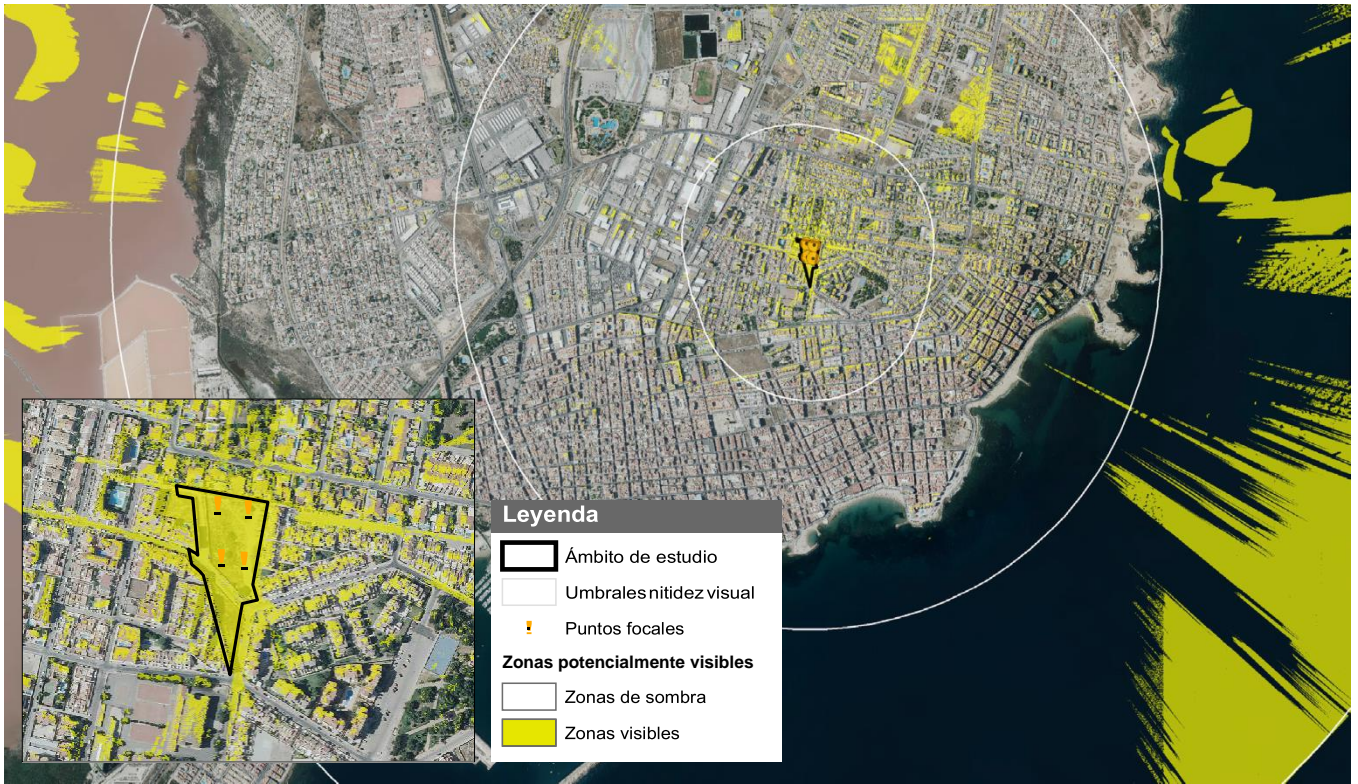 Leyenda
Ámbito de estudio
Umbrales nitidez visual
Puntos focales
Zonas potencialmente visibles
Zonas de sombra
Zonas visibles